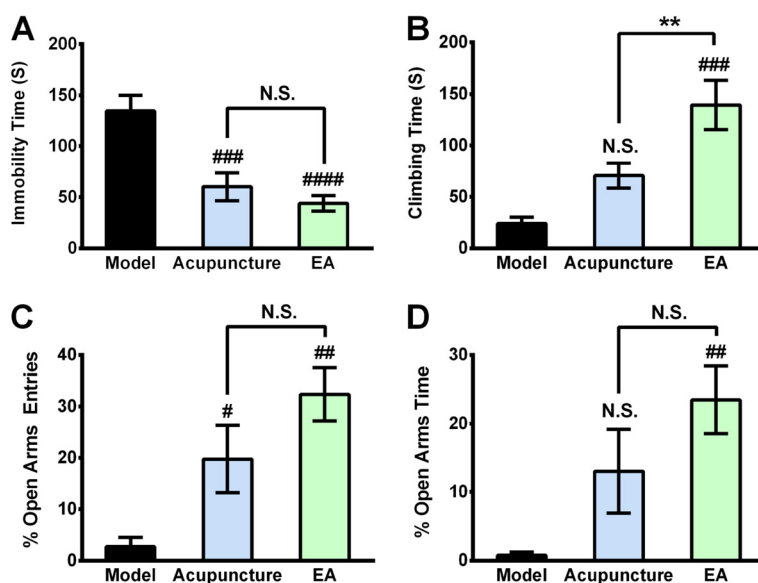 A
Immobility Time (S)
200
150
100
50
0
N.S.
###
####
Model Acupuncture EA
B
Climbing Time (S)
200
150
100
50
0
**
N.S.
###
Model Acupuncture EA
C
% Open Arms Entries
40
30
20
10
0
N.S.
#
##
Model Acupuncture EA
D
% Open Arms Time
30
20
10
0
N.S.
N.S.
##
Model Acupuncture EA